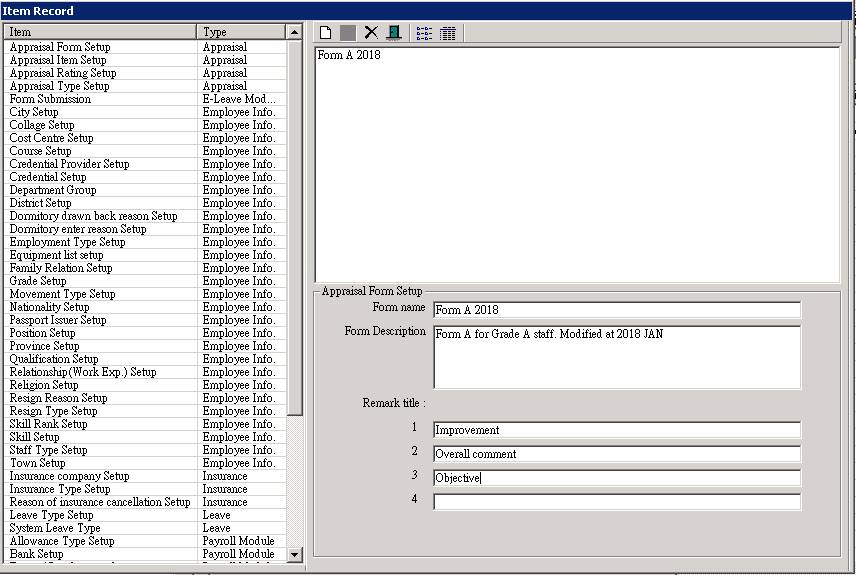 Item Record
Item Type
Appraisal Form Setup Appraisal
Appraisal Item Setup Appraisal
Appraisal Rating Setup Appraisal
Appraisal Type Setup Appraisal
Form Submission E-Leave Mod...
City Setup Employee Info.
Collage Setup Employee Info.
Cost Centre Setup Employee Info.
Course Setup Employee Info.
Credential Provider Setup Employee Info.
Credential Setup Employee Info.
Department Group Employee Info.
District Setup Employee Info.
Dormitory drawn back reason Setup Employee Info.
Dormitory enter reason Setup Employee Info.
Employment Type Setup Employee Info.
Equipment list setup Employee Info.
Family Relation Setup Employee Info.
Grade Setup Employee Info.
Movement Type Setup Employee Info.
Nationality Setup Employee Info.
Passport Issuer Setup Employee Info.
Position Setup Employee Info.
Province Setup Employee Info.
Qualification Setup Employee Info.
Relationship(Work Exp.) Setup Employee Info.
Religion Setup Employee Info.
Resign Reason Setup Employee Info.
Resign Type Setup Employee Info.
Skill Rank Setup Employee Info.
Skill Setup Employee Info.
Staff Type Setup Employee Info.
Town Setup Employee Info.
Insurance company Setup Insurance
Insurance Type Setup Insurance
Reason of insurance cancellation Setup Insurance
Leave Type Setup Leave
System Leave Type Leave
Allowance Type Setup Payroll Module
Bank Setup Payroll Module
Form A 2018
Appraisal Form Setup
Form name Form A 2018
Form Description Form A for Grade A staff. Modified at 2018 JAN
Remark title :
1 Improvement
2 Overall comment
3 Objective
4